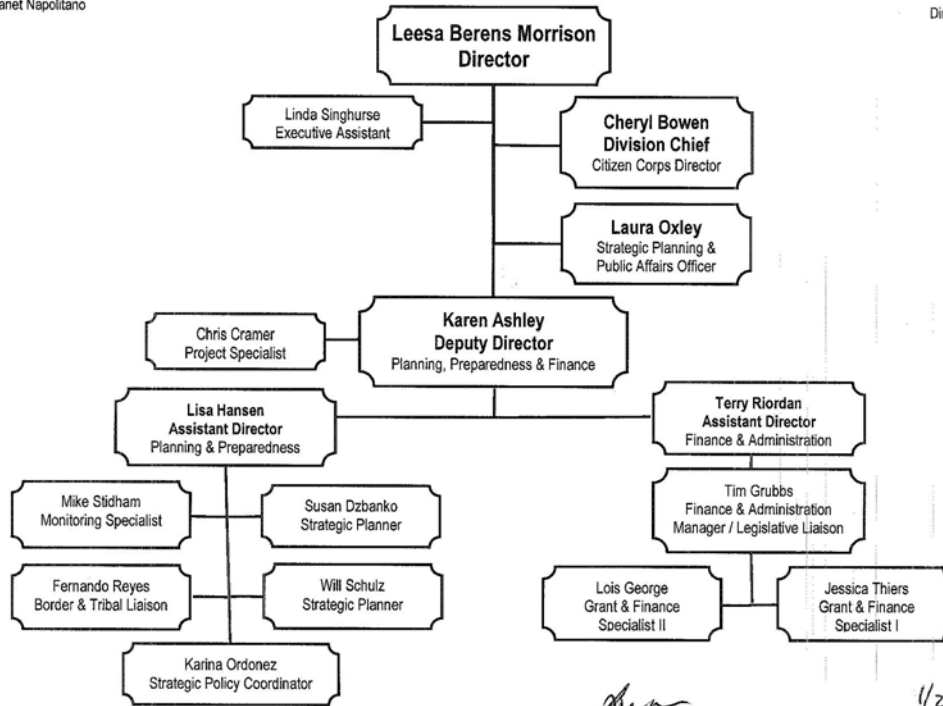 Napolitano
Leesa Berens Morrison
Director
Linda Singhurse
Executive Assistant
Cheryl Bowen
Division Chief
Citizen Corps Director
Laura Oxley
Strategic Planning &
Public Affairs Officer
Karen Ashley
Deputy Director
Planning, Preparedness & Finance
Chris Cramer
Project Specialist
Lisa Hansen
Assistant Director
Planning & Preparedness
Terry Riordan
Assistant Director
Finance & Administration
Mike Stidham
Monitoring Specialist
Susan Dzbanko
Strategic Planner
Tim Grubbs
Finance & Administration
Manager / Legislative Liaison
Fernando Reyes
Border & Tribal Liaison
Will Schulz
Strategic Planner
Lois George
Grant & Finance
Specialist II
Jessica Thiers
Grant & Finance
Specialist I
Karina Ordonez
Strategic Policy Coordinator